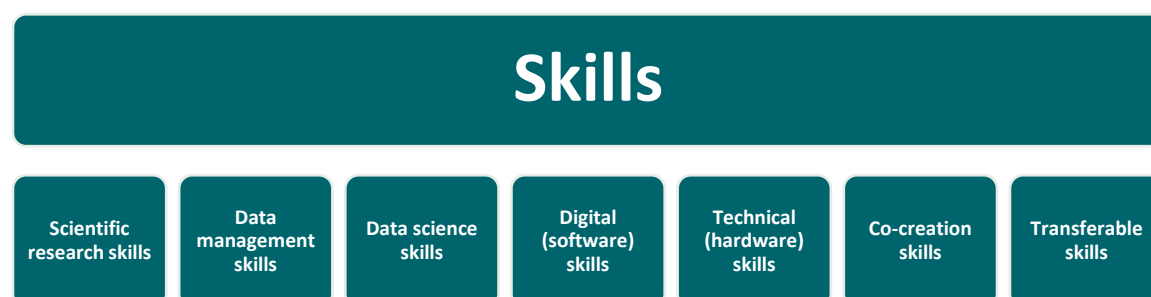 Skills
Scientific
research skills
Data
management
skills
Data science
skills
Digital
(software)
skills
Technical
(hardware)
skills
Co-creation
skills
Transferable
skills